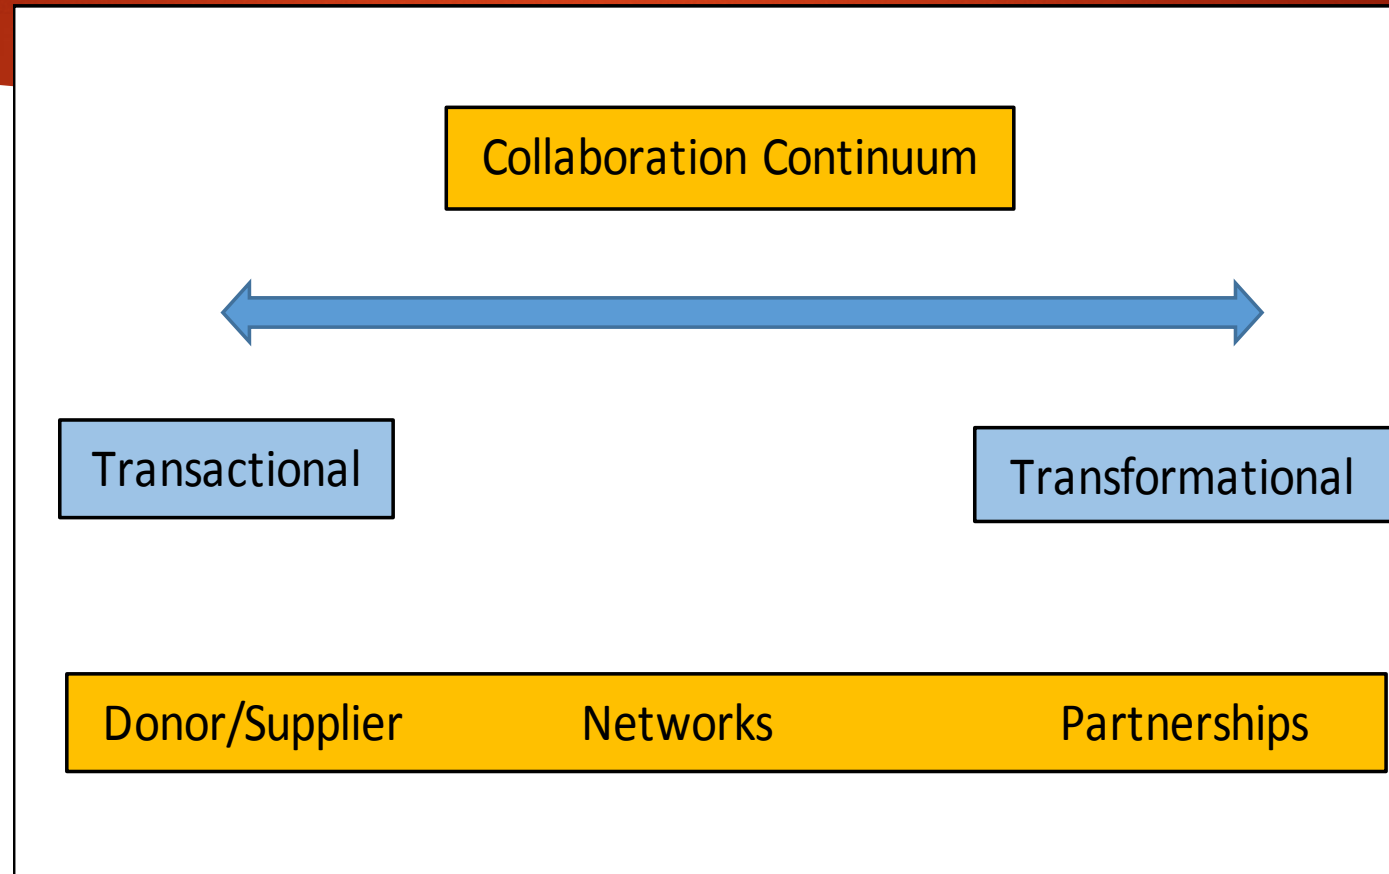 Collaboration Continuum
Transactional
Transformational
Donor/Supplier Networks Partnerships